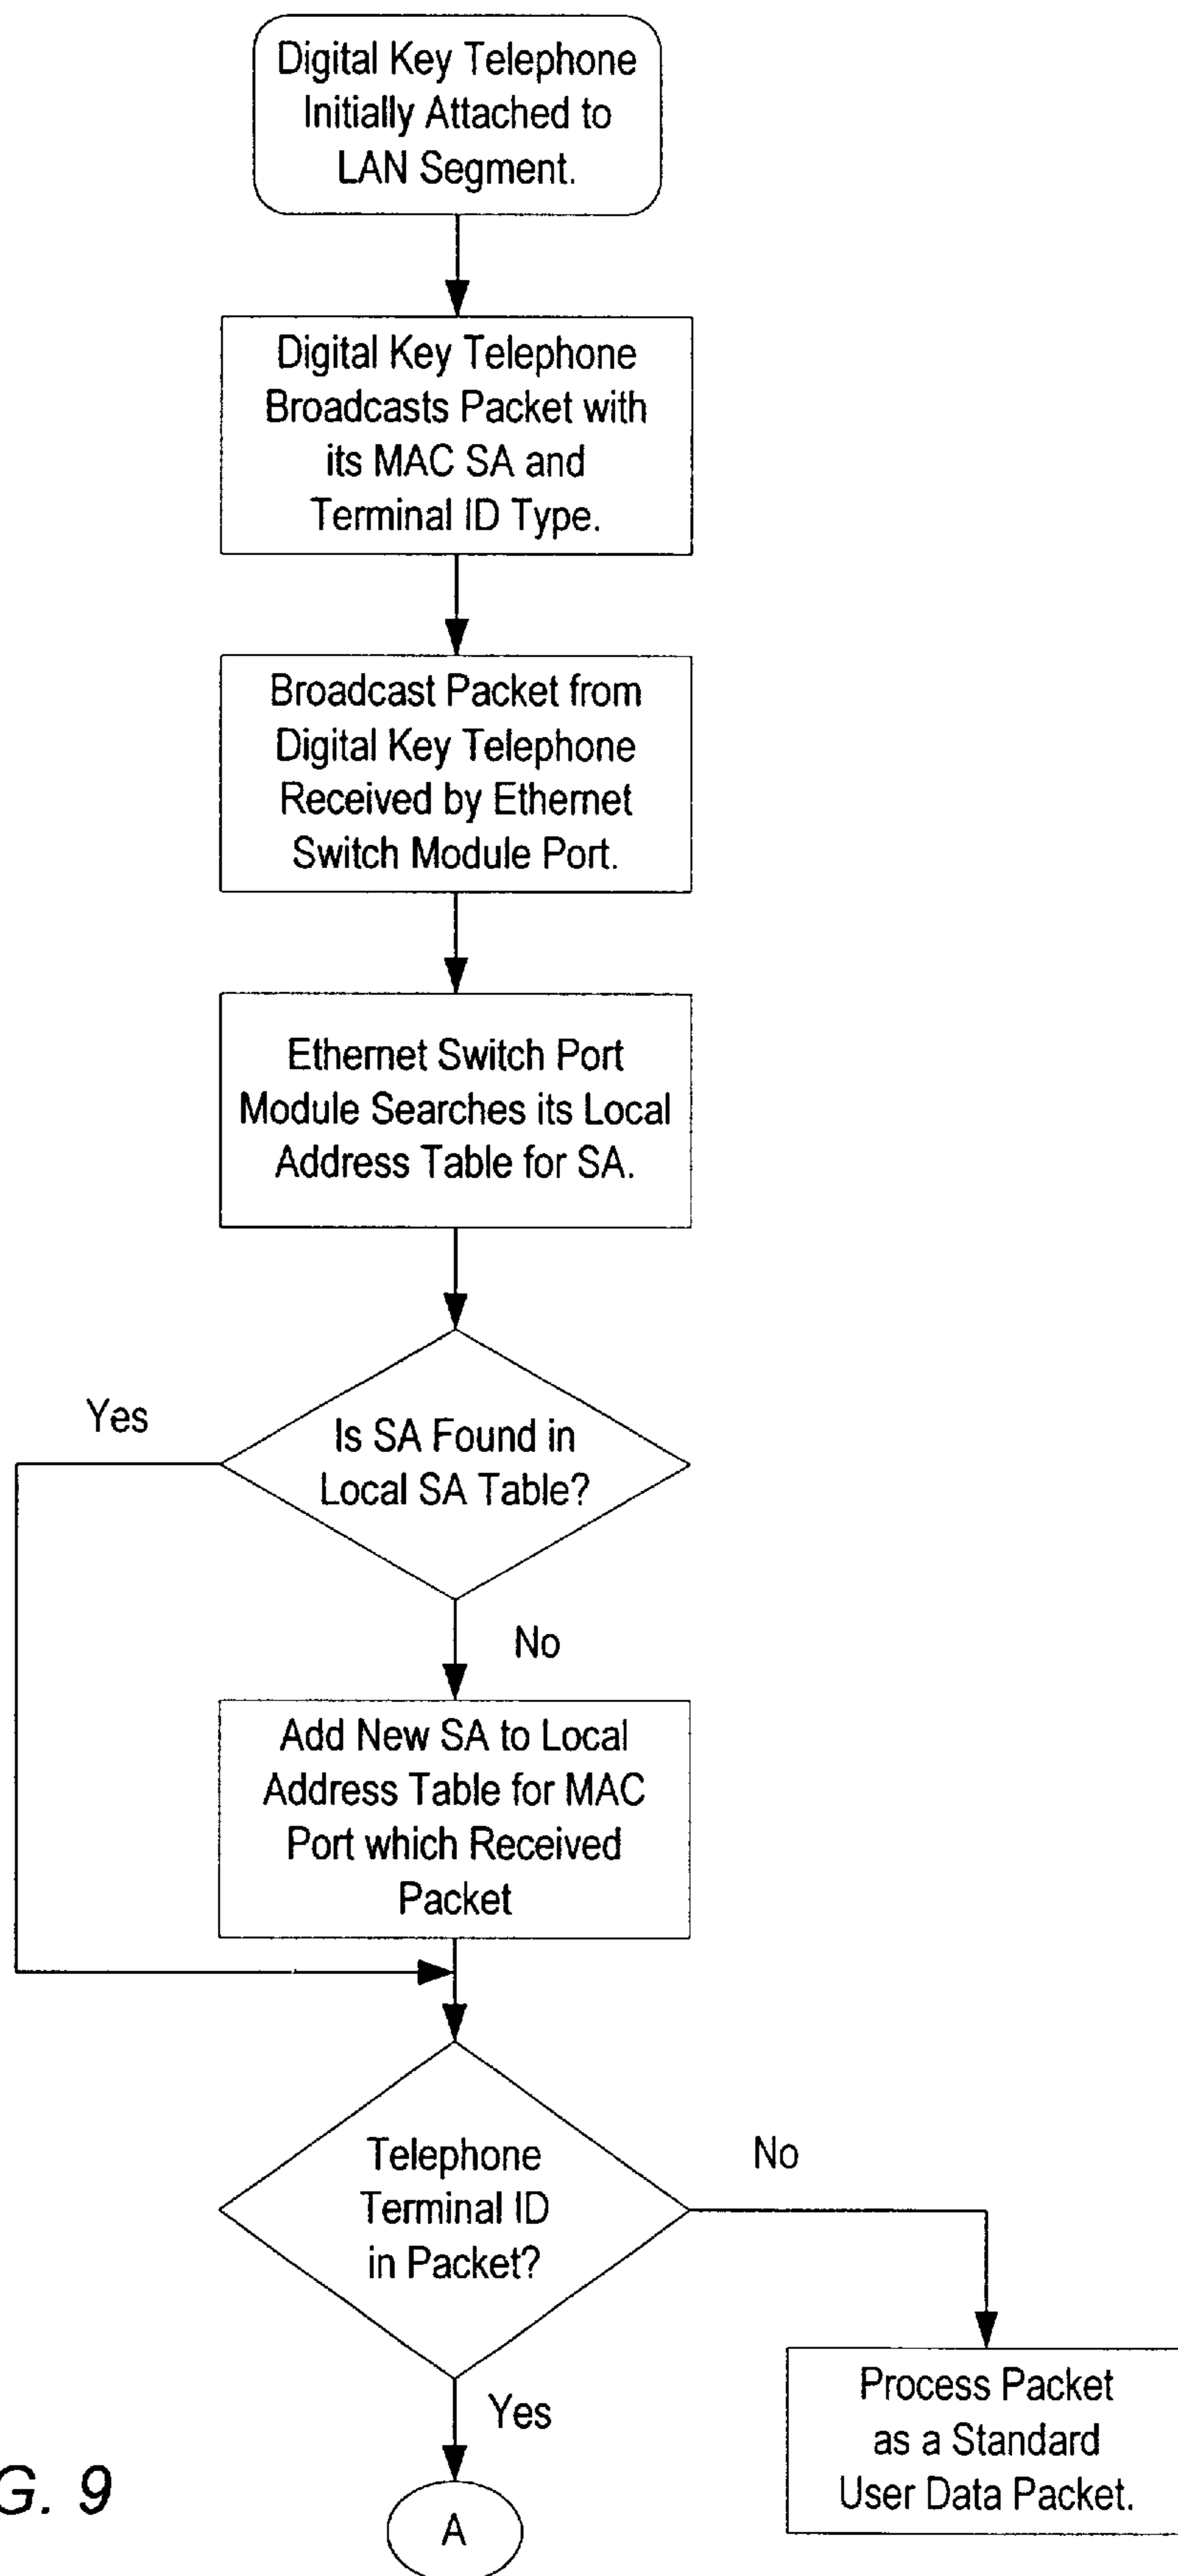 Digital Key Telephone
Initially Attached to
LAN Segment.
Digital Key Telephone
Broadcasts Packet with
its MAC SA and
Terminal ID Type.
Broadcast Packet from
Digital Key Telephone
Received by Ethernet
Switch Module Port.
Ethernet Switch Port
Module Searches its Local
Address Table for SA.
Yes
Is SA Found in
Local SA Table?
No
Add New SA to Local
Address Table for MAC
Port which Received
Packet
Telephone
Terminal ID
in Packet?
No
Yes
Process Packet
as a Standard
User Data Packet.
G. 9
A